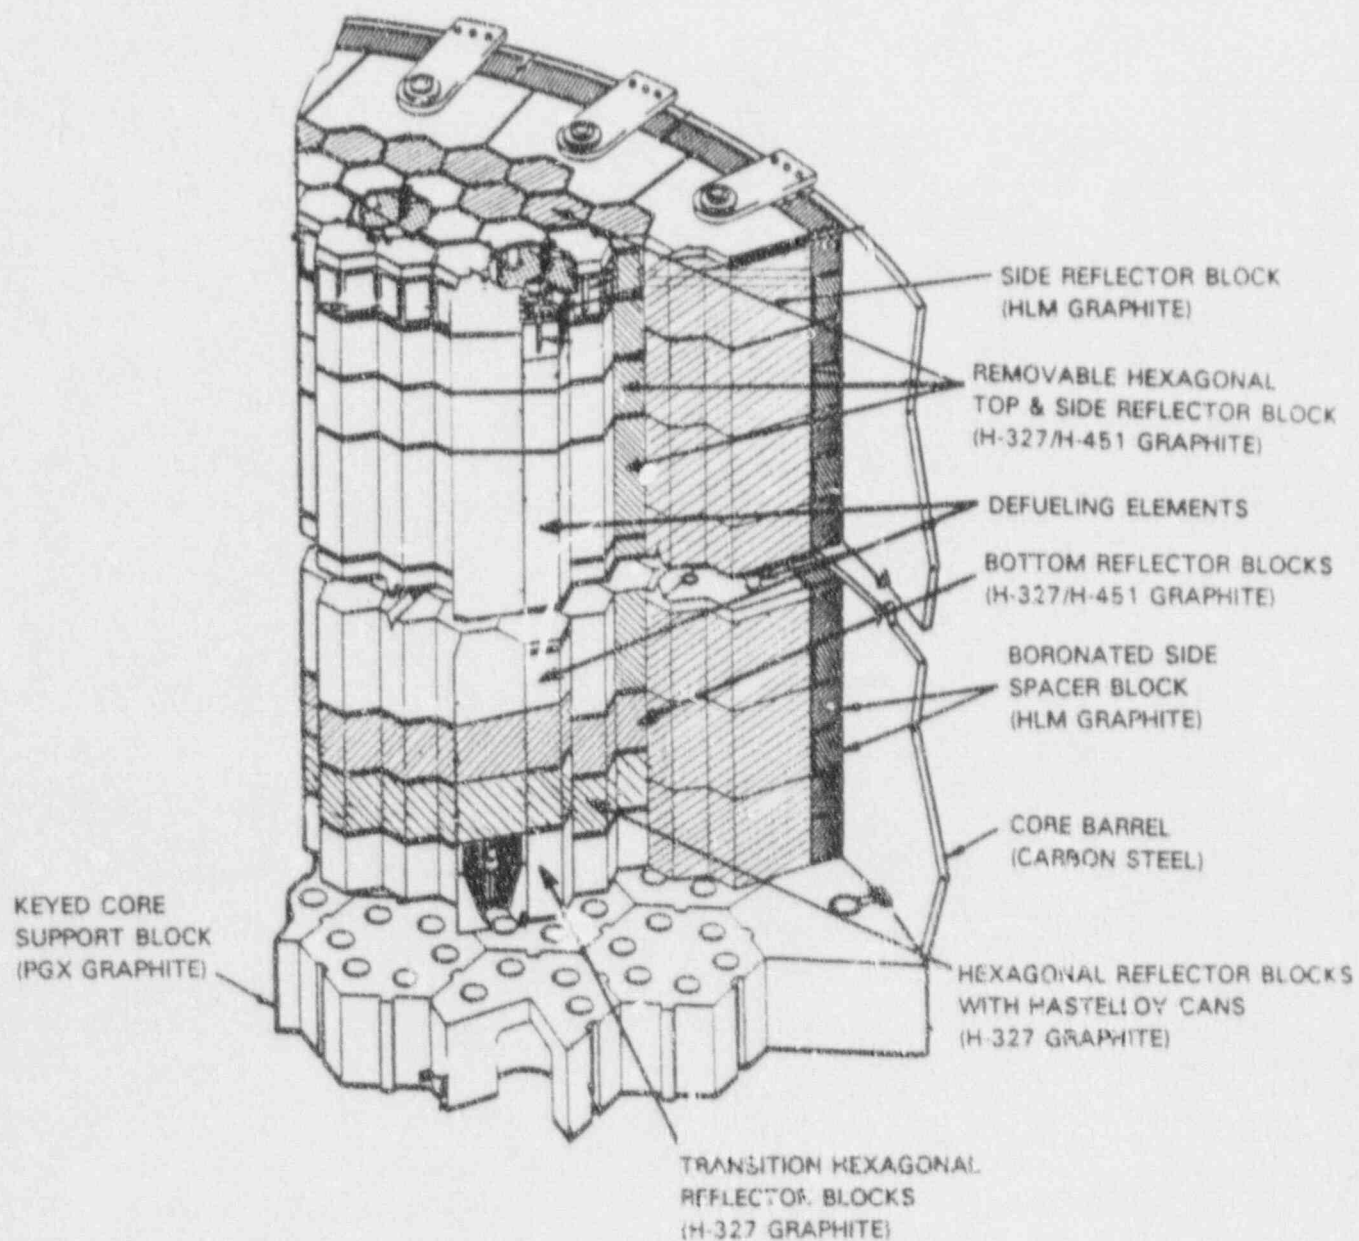 SIDE REFLECTOR BLOCK
(HLM GRAPHITE)
REMOVABLE HEXAGONAL
TOP & SIDE REFLECTOR BLOCK
(H-327/H-451 GRAPHITE)
DEFUELING ELEMENTS
BOTTOM REFLECTOR BLOCKS
(H-327/H-451 GRAPHITE)
BORONATED SIDE
SPACER BLOCK
(HLM GRAPHITE)
CORE BARREL
(CARBON STEEL)
KEYED CORE
SUPPORT BLOCK
(PGX GRAPHITE)
HEXAGONAL REFLECTOR BLOCKS
WITH HASTELLOY CANS
(H-327 GRAPHITE)
TRANSITION HEXAGONAL
REFLECTOR BLOCKS
(H-327 GRAPHITE)